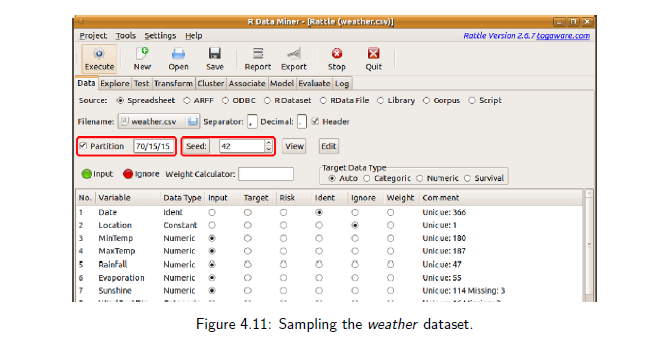 R Data Miner - [Rattle (weather.csv)]
Project Tools Settings Help Rattle Version 2.6.7 togaware.com
Execute New Open Save Report Export Stop Quit
Data Explore Test Transform Cluster Associate Model Evaluate Log
Source: Spreadsheet ARFF ODBC R Dataset RData File Library Corpus Script
Filename: weather.csv Separator: , Decimal: . Header
Partition 70/15/15 Seed: 42 View Edit
Input Ignore Weight Calculator: Target Data Type
Auto Categoric Numeric Survival
No. Variable Data Type Input Target Risk Ident Ignore Weight Comment
1 Date Ident Unique: 366
2 Location Constant Unique: 1
3 MinTemp Numeric Unique: 180
4 MaxTemp Numeric Unique: 187
5 Rainfall Numeric Unique: 47
6 Evaporation Numeric Unique: 55
7 Sunshine Numeric Unique: 114 Missing: 3
Figure 4.11: Sampling the weather dataset.